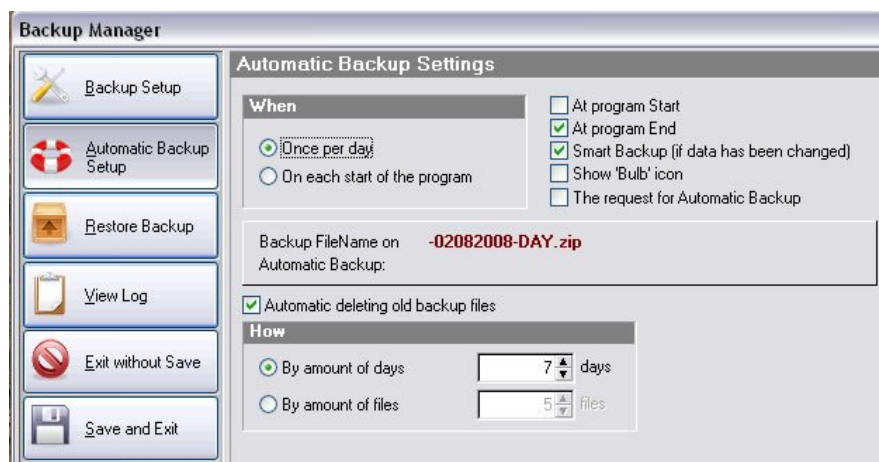 Backup Manager
Backup Setup
Automatic Backup
Setup
Restore Backup
View Log
Exit without Save
Save and Exit
Automatic Backup Settings
When
Once per day
On each start of the program
At program Start
At program End
Smart Backup (if data has been changed)
Show 'Bulb' icon
The request for Automatic Backup
Backup FileName on -02082008-DAY.zip
Automatic Backup:
Automatic deleting old backup files
How
By amount of days 7 days
By amount of files 5 files